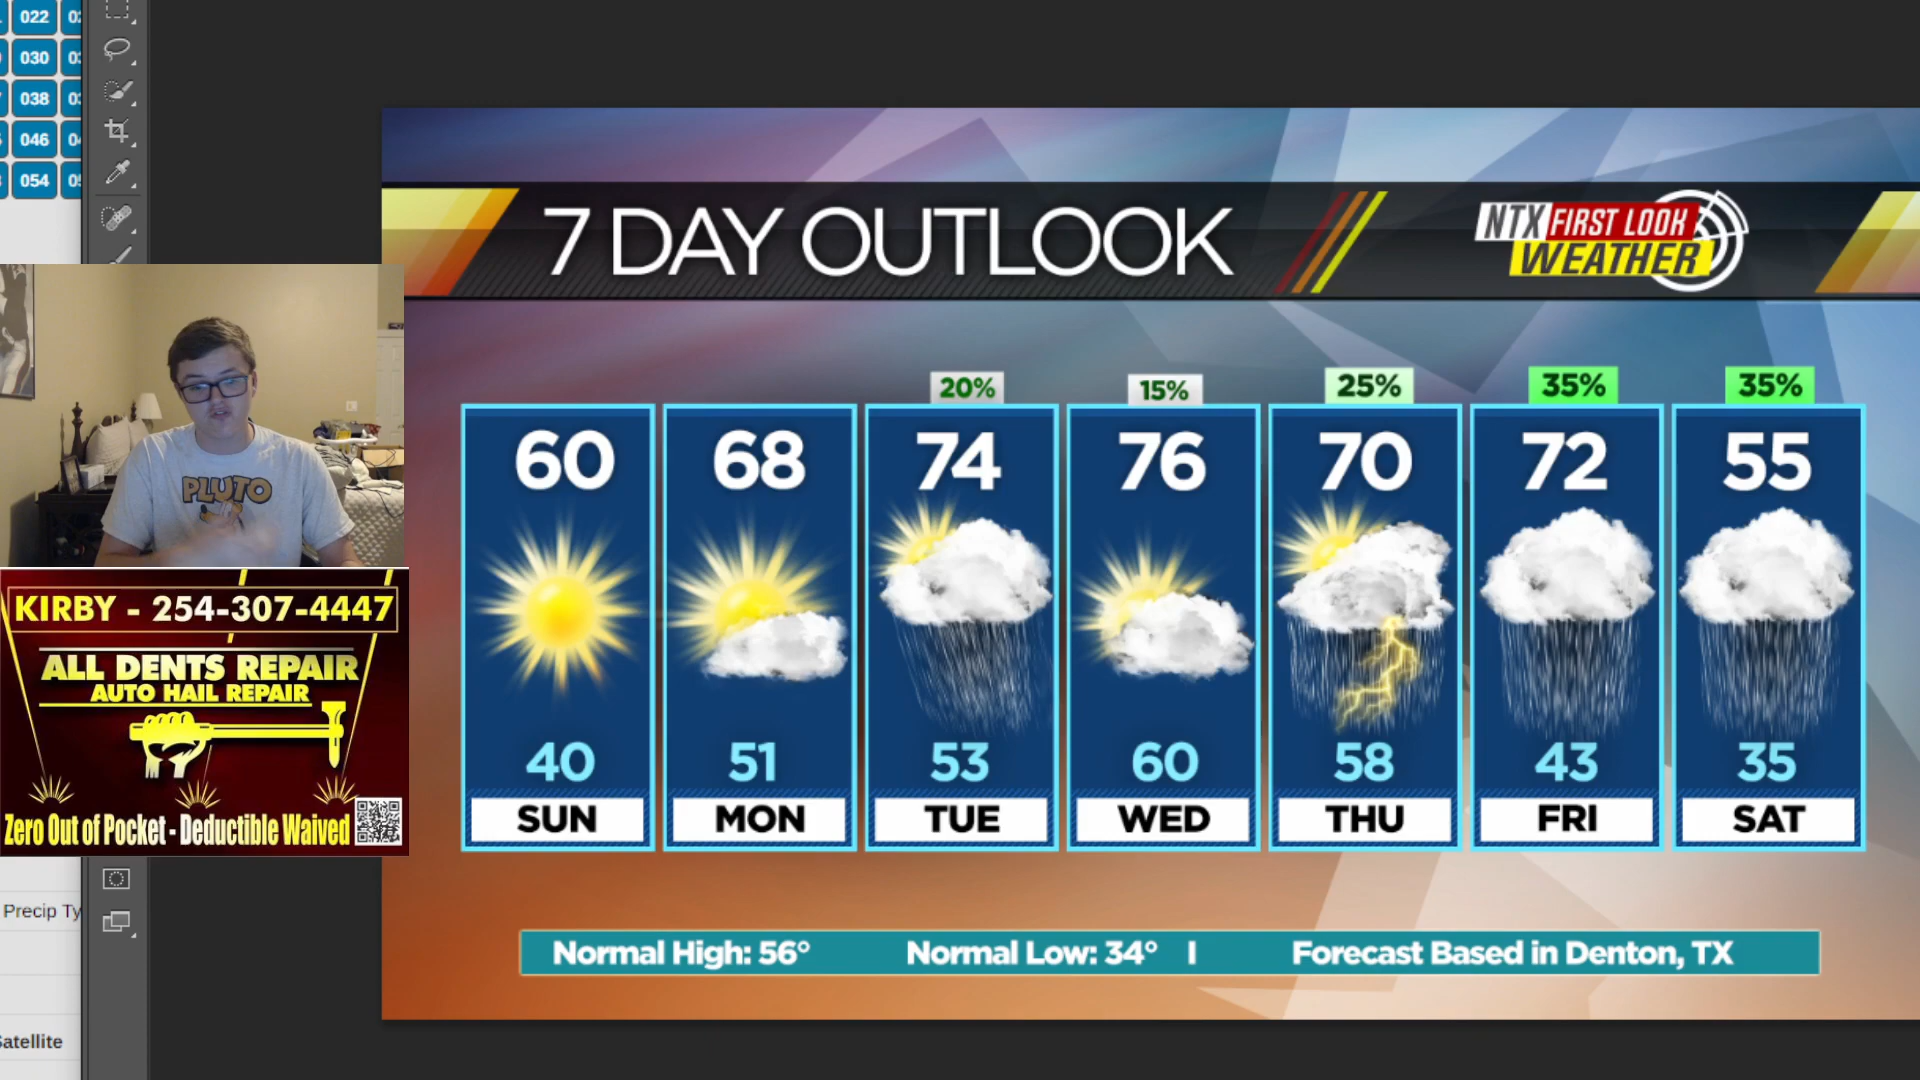 022
030
038
046
054
7 DAY OUTLOOK
NTX FIRST LOOK
WEATHER
20%
15%
25%
35%
35%
60
68
74
76
70
72
55
40
51
53
60
58
43
35
SUN
MON
TUE
WED
THU
FRI
SAT
Normal High: 56° Normal Low: 34° | Forecast Based in Denton, TX
PLUTO
KIRBY - 254-307-4447
ALL DENTS REPAIR
AUTO HAIL REPAIR
Zero Out of Pocket - Deductible Waived
Precip Ty
Satellite